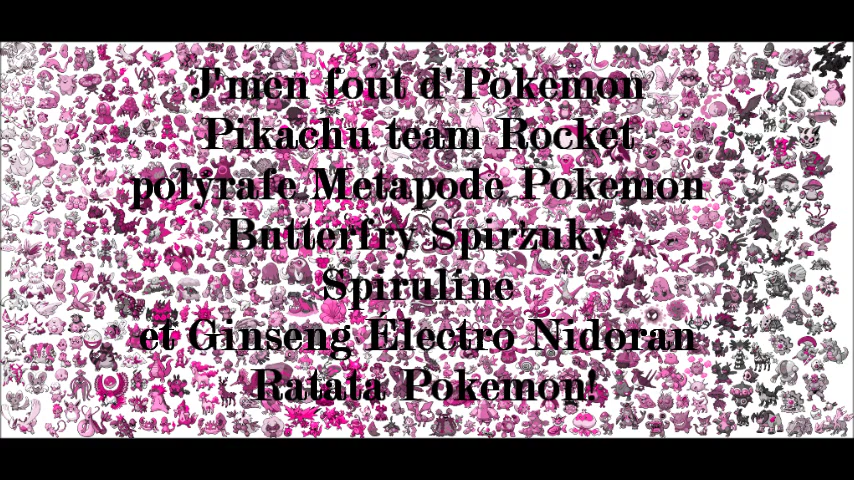 J'men fout d'Pokemon
Pikachu team Rocket
polyrafe Metapode Pokemon
Butterfry Spirzuky
Spiruline
et Ginseng Électro Nidoran
Ratata Pokemon!